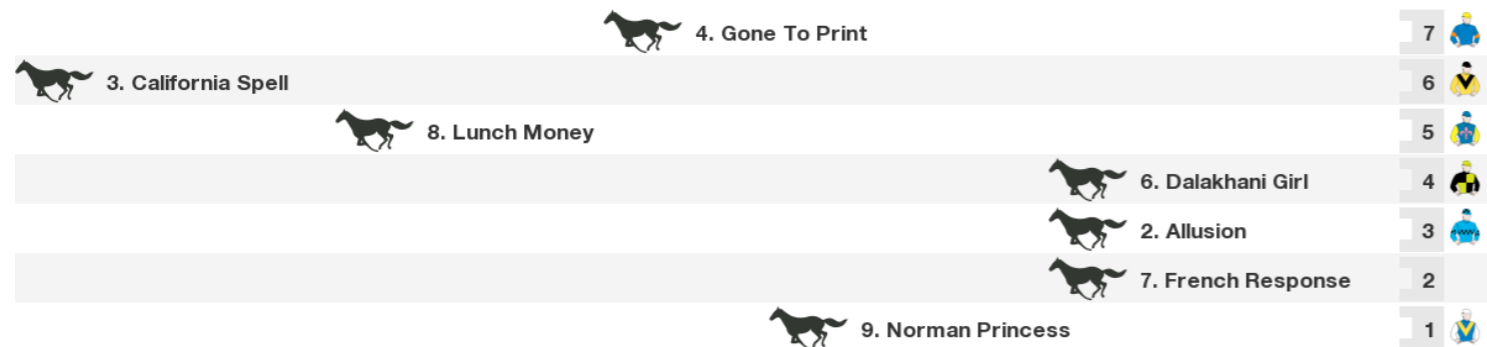 4. Gone To Print 7
3. California Spell 6
8. Lunch Money 5
6. Dalakhani Girl 4
2. Allusion 3
7. French Response 2
9. Norman Princess 1